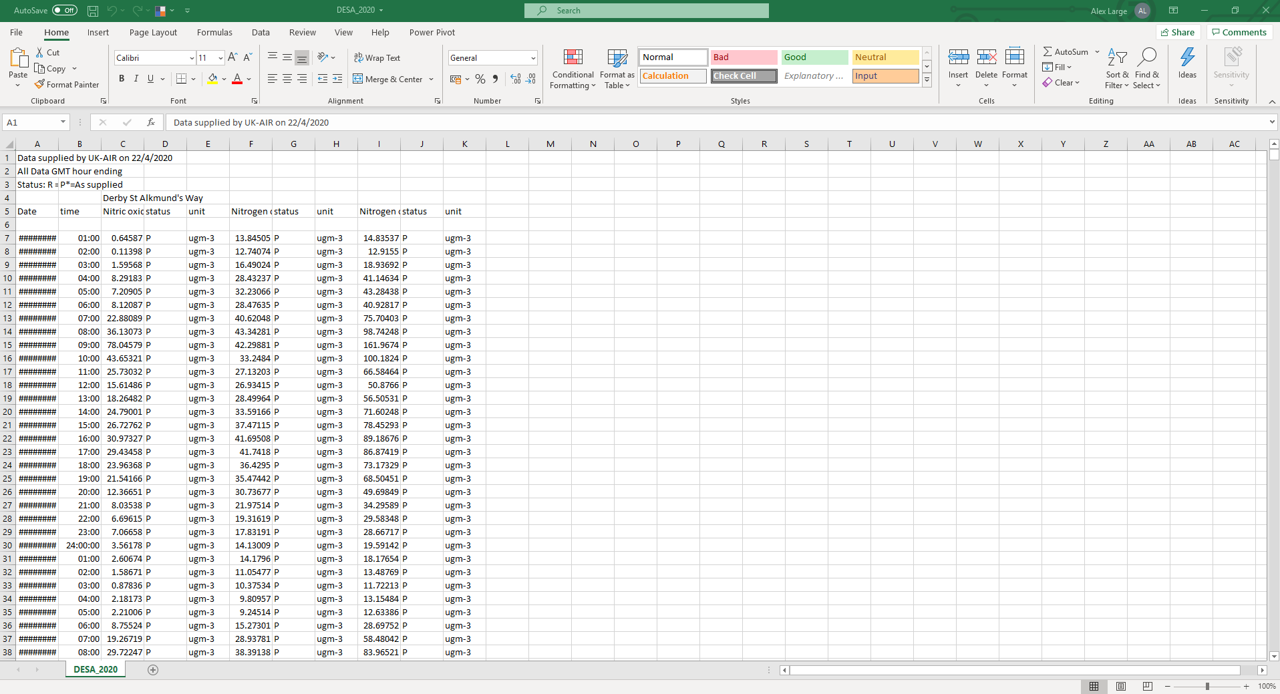 AutoSave Off DESA_2020 Search Alex Large AL
File Home Insert Page Layout Formulas Data Review View Help Power Pivot Share Comments
Paste Cut Copy Format Painter Clipboard
Calibri 11 A A B I U A Font
Wrap Text Merge & Center Alignment
General % Number
Conditional Formatting Format as Table Normal Bad Good Neutral Calculation Check Cell Explanatory ... Input Styles
Insert Delete Format Cells
AutoSum Fill Clear Sort & Filter Find & Select Editing
Ideas Ideas
Sensitivity Sensitivity
A1 fx Data supplied by UK-AIR on 22/4/2020
A B C D E F G H I J K L M N O P Q R S T U V W X Y Z AA AB AC
1 Data supplied by UK-AIR on 22/4/2020
2 All Data GMT hour ending
3 Status: R = P*=As supplied
4 Derby St Alkmund's Way
5 Date time Nitric oxid status unit Nitrogen status unit Nitrogen status unit
6
7 ######## 01:00 0.64587 P ugm-3 13.84505 P ugm-3 14.83537 P ugm-3
8 ######## 02:00 0.11398 P ugm-3 12.74074 P ugm-3 12.9155 P ugm-3
9 ######## 03:00 1.59568 P ugm-3 16.49024 P ugm-3 18.93692 P ugm-3
10 ######## 04:00 8.29183 P ugm-3 28.43237 P ugm-3 41.14634 P ugm-3
11 ######## 05:00 7.20905 P ugm-3 32.23066 P ugm-3 43.28438 P ugm-3
12 ######## 06:00 8.12087 P ugm-3 28.47635 P ugm-3 40.92817 P ugm-3
13 ######## 07:00 22.88089 P ugm-3 40.62048 P ugm-3 75.70403 P ugm-3
14 ######## 08:00 36.13073 P ugm-3 43.34281 P ugm-3 98.74248 P ugm-3
15 ######## 09:00 78.04579 P ugm-3 42.29881 P ugm-3 161.9674 P ugm-3
16 ######## 10:00 43.65321 P ugm-3 33.2484 P ugm-3 100.1824 P ugm-3
17 ######## 11:00 25.73032 P ugm-3 27.13203 P ugm-3 66.58464 P ugm-3
18 ######## 12:00 15.61486 P ugm-3 26.93415 P ugm-3 50.8766 P ugm-3
19 ######## 13:00 18.26482 P ugm-3 28.49964 P ugm-3 56.50531 P ugm-3
20 ######## 14:00 24.79001 P ugm-3 33.59166 P ugm-3 71.60248 P ugm-3
21 ######## 15:00 26.72762 P ugm-3 37.47115 P ugm-3 78.45293 P ugm-3
22 ######## 16:00 30.97327 P ugm-3 41.69508 P ugm-3 89.18676 P ugm-3
23 ######## 17:00 29.43458 P ugm-3 41.7418 P ugm-3 86.87419 P ugm-3
24 ######## 18:00 23.96368 P ugm-3 36.4295 P ugm-3 73.17329 P ugm-3
25 ######## 19:00 21.54166 P ugm-3 35.47442 P ugm-3 68.50451 P ugm-3
26 ######## 20:00 12.36651 P ugm-3 30.73677 P ugm-3 49.69849 P ugm-3
27 ######## 21:00 8.03538 P ugm-3 21.97514 P ugm-3 34.29589 P ugm-3
28 ######## 22:00 6.69615 P ugm-3 19.31619 P ugm-3 29.58348 P ugm-3
29 ######## 23:00 7.06658 P ugm-3 17.83191 P ugm-3 28.66717 P ugm-3
30 ######## 24:00:00 3.56178 P ugm-3 14.13009 P ugm-3 19.59142 P ugm-3
31 ######## 01:00 2.60674 P ugm-3 14.1796 P ugm-3 18.17654 P ugm-3
32 ######## 02:00 1.58671 P ugm-3 11.05477 P ugm-3 13.48769 P ugm-3
33 ######## 03:00 0.87836 P ugm-3 10.37534 P ugm-3 11.72213 P ugm-3
34 ######## 04:00 2.18173 P ugm-3 9.80957 P ugm-3 13.15484 P ugm-3
35 ######## 05:00 2.21006 P ugm-3 9.24514 P ugm-3 12.63386 P ugm-3
36 ######## 06:00 8.75524 P ugm-3 15.27301 P ugm-3 28.69752 P ugm-3
37 ######## 07:00 19.26719 P ugm-3 28.93781 P ugm-3 58.48042 P ugm-3
38 ######## 08:00 29.72247 P ugm-3 38.39138 P ugm-3 83.96521 P ugm-3
DESA_2020
100%